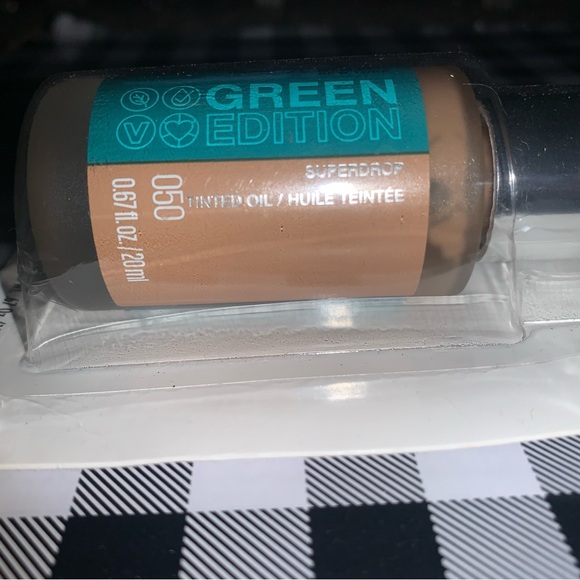 GREEN
EDITION
SUPERDROP
TINTED OIL / HUILE TEINTÉE
050
0.67 fl.oz. / 20ml
V